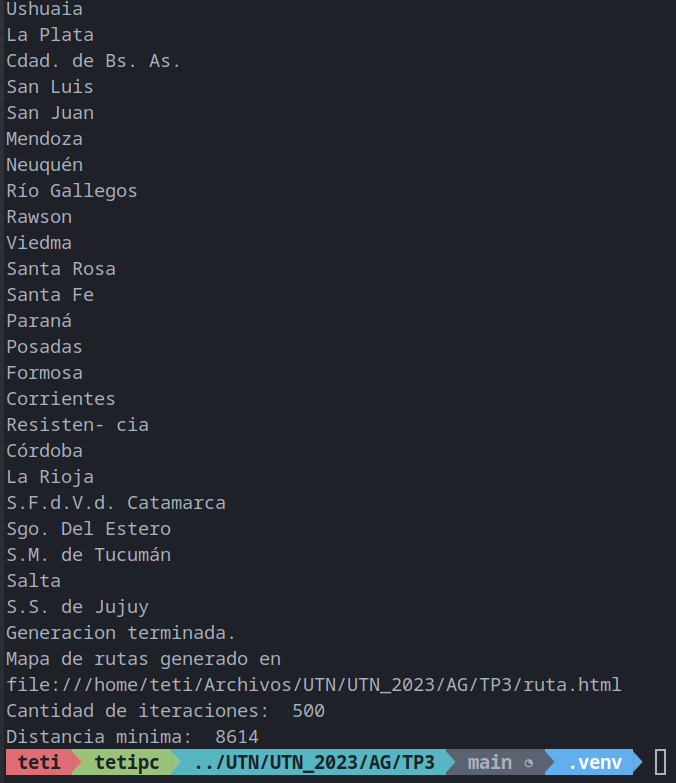 Ushuaia
La Plata
Cdad. de Bs. As.
San Luis
San Juan
Mendoza
Neuquén
Río Gallegos
Rawson
Viedma
Santa Rosa
Santa Fe
Paraná
Posadas
Formosa
Corrientes
Resisten- cia
Córdoba
La Rioja
S.F.d.V.d. Catamarca
Sgo. Del Estero
S.M. de Tucumán
Salta
S.S. de Jujuy
Generacion terminada.
Mapa de rutas generado en
file:///home/teti/Archivos/UTN/UTN_2023/AG/TP3/ruta.html
Cantidad de iteraciones:  500
Distancia minima:  8614
teti tetipc ../UTN/UTN_2023/AG/TP3 main .venv